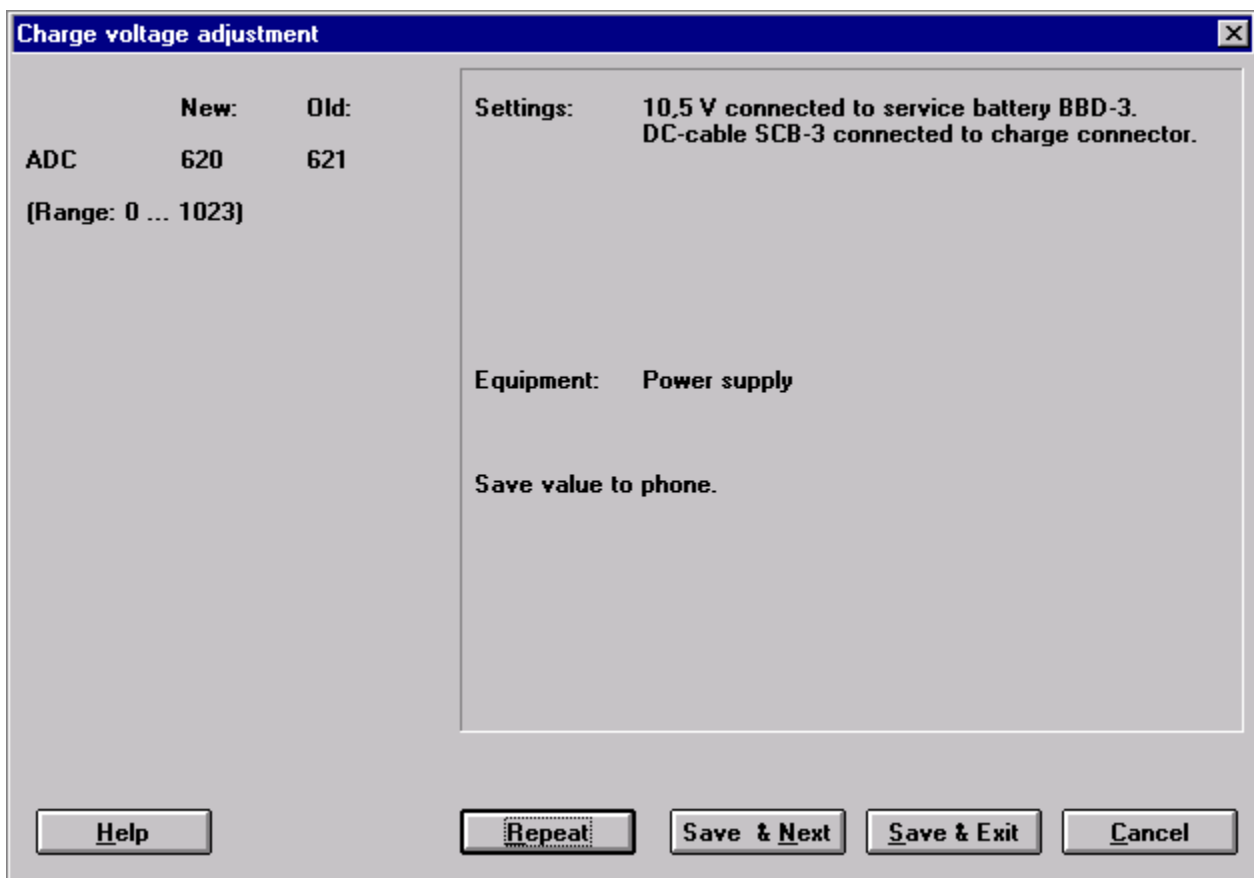 Charge voltage adjustment
New: Old:
ADC 620 621
(Range: 0 ... 1023)
Settings: 10,5 V connected to service battery BBD-3.
DC-cable SCB-3 connected to charge connector.
Equipment: Power supply
Save value to phone.
Help Repeat Save & Next Save & Exit Cancel